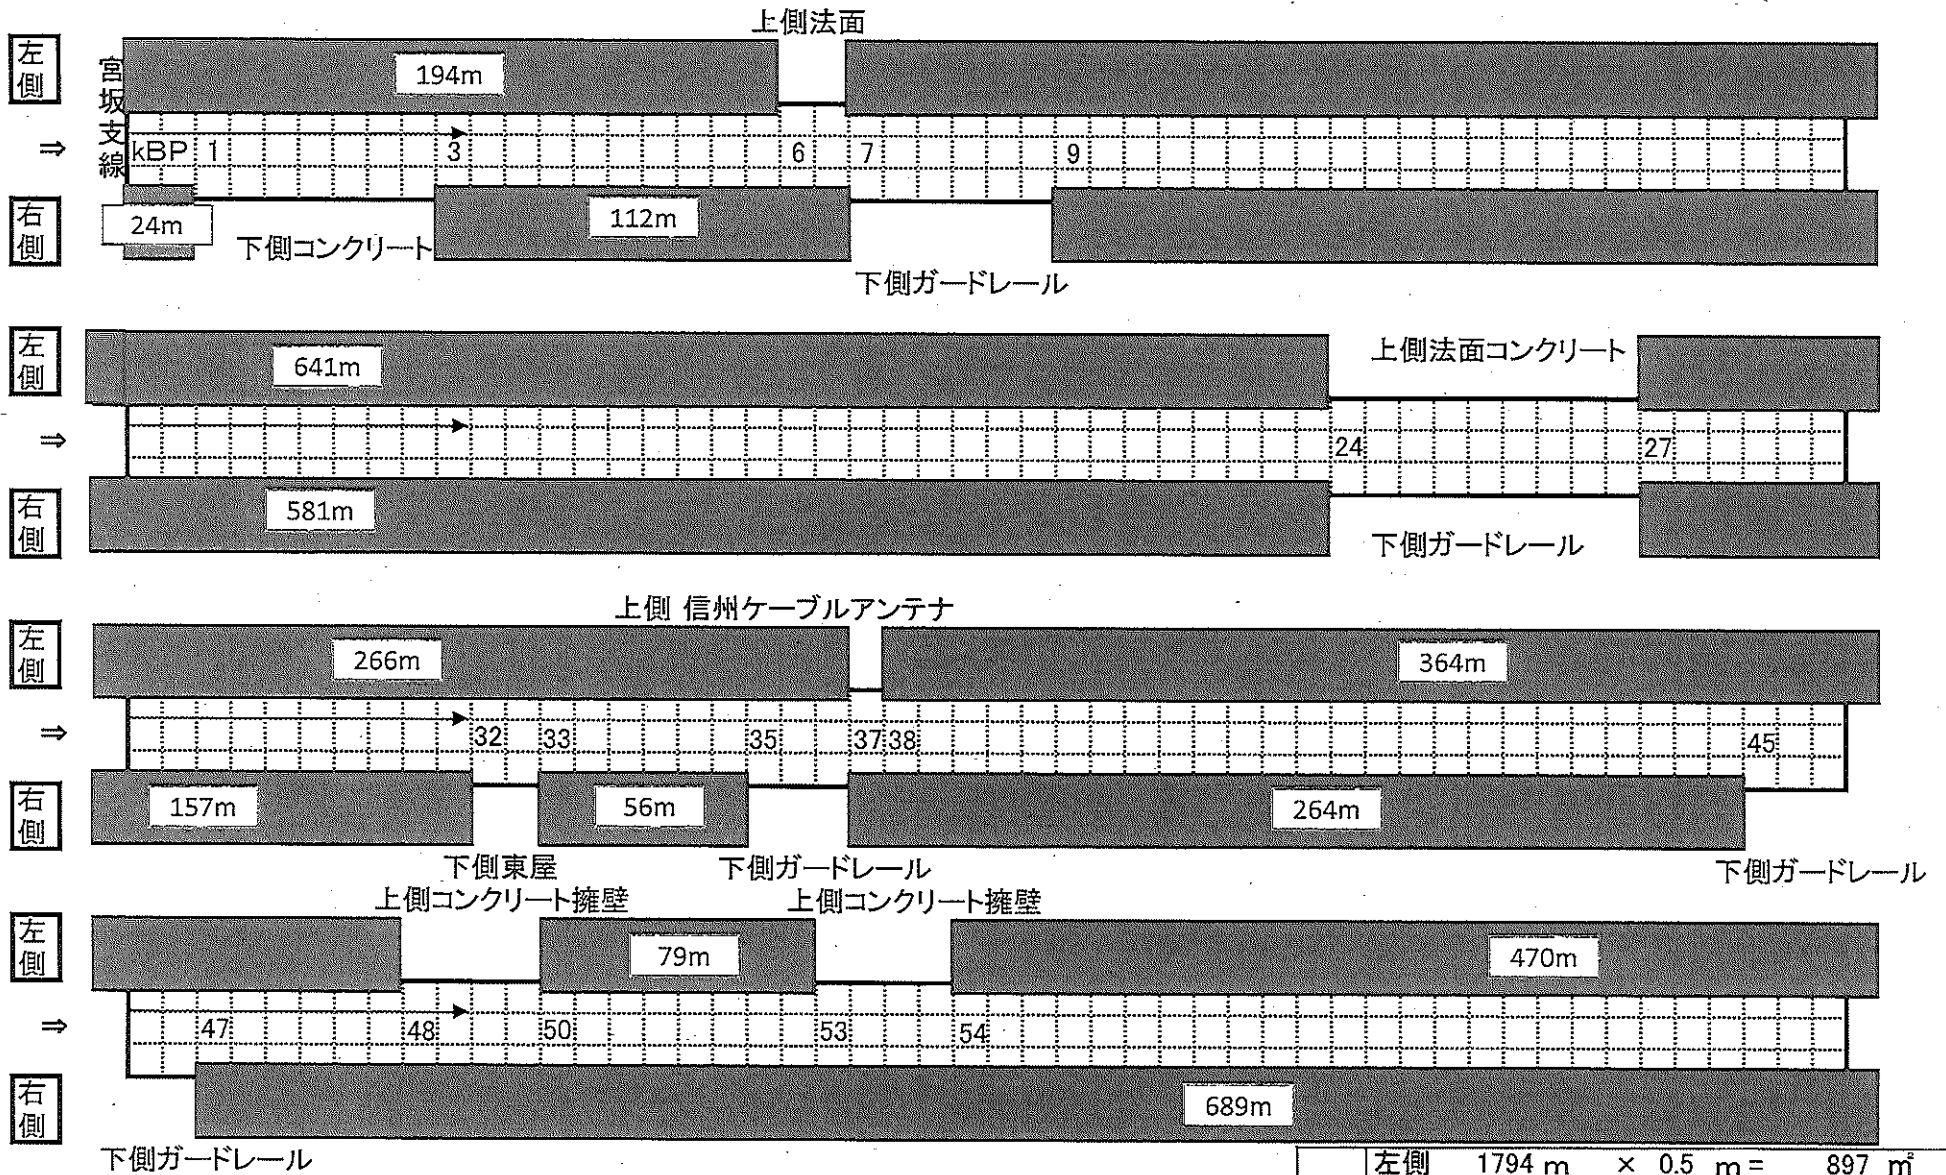 上側法面
左側
宮坂支線
194m
⇒ kBP 1 3 6 7 9
右側
24m
112m
下側コンクリート
下側ガードレール
左側
641m
上側法面コンクリート
⇒ 24 27
右側
581m
下側ガードレール
上側 信州ケーブルアンテナ
左側
266m
364m
⇒ 32 33 35 37 38 45
右側
157m
56m
264m
下側東屋
下側ガードレール
下側ガードレール
上側コンクリート擁壁
上側コンクリート擁壁
左側
79m
470m
⇒ 47 48 50 53 54
右側
689m
下側ガードレール
左側 1794 m × 0.5 m = 897 ㎡